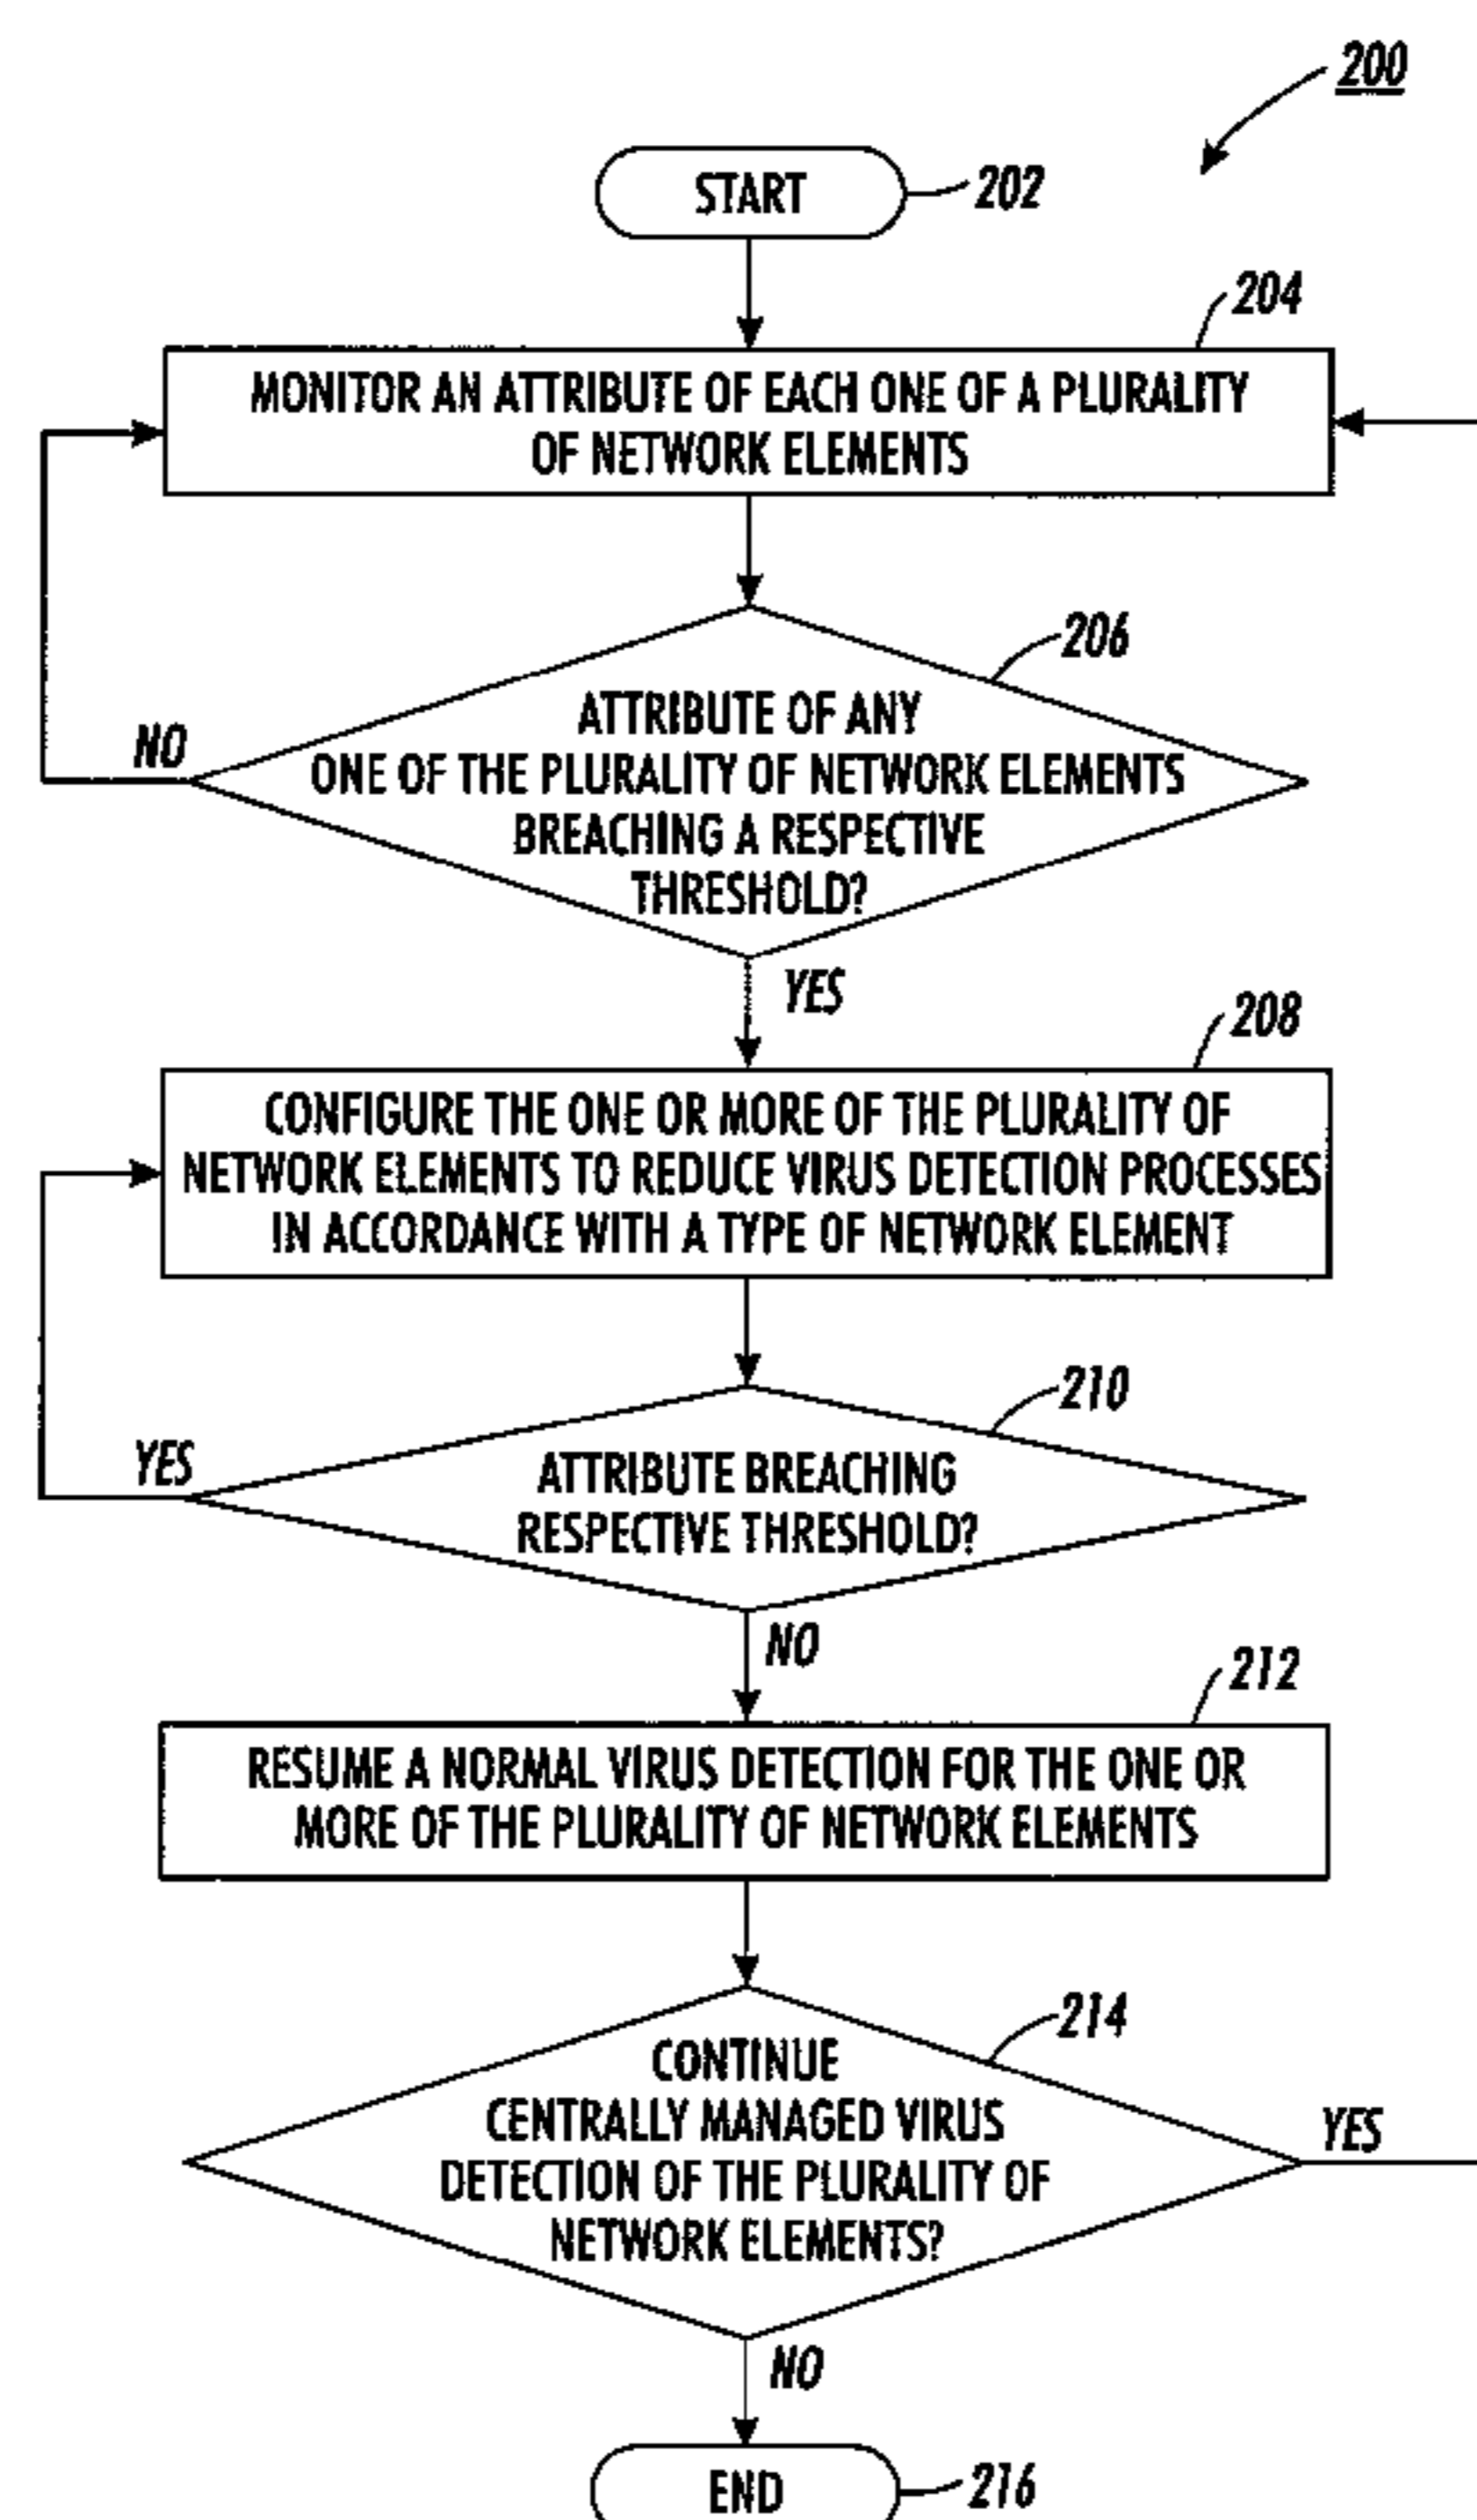 200
START
202
204
MONITOR AN ATTRIBUTE OF EACH ONE OF A PLURALITY
OF NETWORK ELEMENTS
206
ATTRIBUTE OF ANY
ONE OF THE PLURALITY OF NETWORK ELEMENTS
BREACHING A RESPECTIVE
THRESHOLD?
NO
YES
208
CONFIGURE THE ONE OR MORE OF THE PLURALITY OF
NETWORK ELEMENTS TO REDUCE VIRUS DETECTION PROCESSES
IN ACCORDANCE WITH A TYPE OF NETWORK ELEMENT
210
YES
ATTRIBUTE BREACHING
RESPECTIVE THRESHOLD?
NO
212
RESUME A NORMAL VIRUS DETECTION FOR THE ONE OR
MORE OF THE PLURALITY OF NETWORK ELEMENTS
214
CONTINUE
CENTRALLY MANAGED VIRUS
DETECTION OF THE PLURALITY OF
NETWORK ELEMENTS?
YES
NO
END
216